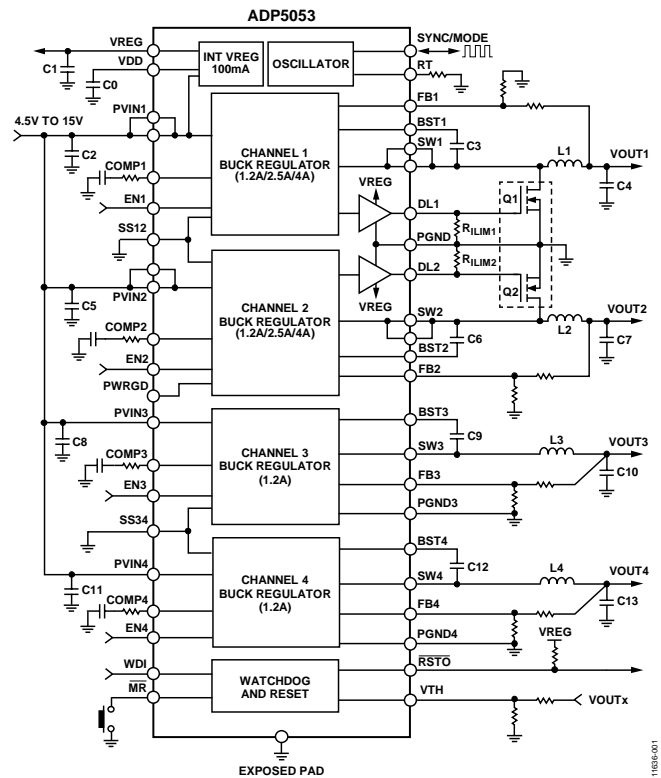 ADP5053
VREG
C1
VDD
C0
INT VREG
100mA
OSCILLATOR
SYNC/MODE
RT
FB1
4.5V TO 15V
PVIN1
C2
COMP1
EN1
SS12
CHANNEL 1
BUCK REGULATOR
(1.2A/2.5A/4A)
BST1
SW1
C3
L1
VOUT1
C4
VREG
DL1
Q1
RILIM1
PGND
RILIM2
DL2
Q2
VREG
PVIN2
C5
COMP2
EN2
PWRGD
CHANNEL 2
BUCK REGULATOR
(1.2A/2.5A/4A)
SW2
C6
BST2
FB2
L2
VOUT2
C7
PVIN3
C8
COMP3
EN3
SS34
CHANNEL 3
BUCK REGULATOR
(1.2A)
BST3
C9
SW3
L3
VOUT3
C10
FB3
PGND3
PVIN4
C11
COMP4
EN4
CHANNEL 4
BUCK REGULATOR
(1.2A)
BST4
C12
SW4
L4
VOUT4
C13
FB4
PGND4
VREG
WDI
MR
WATCHDOG
AND RESET
RSTO
VTH
VOUTx
EXPOSED PAD
11636-001